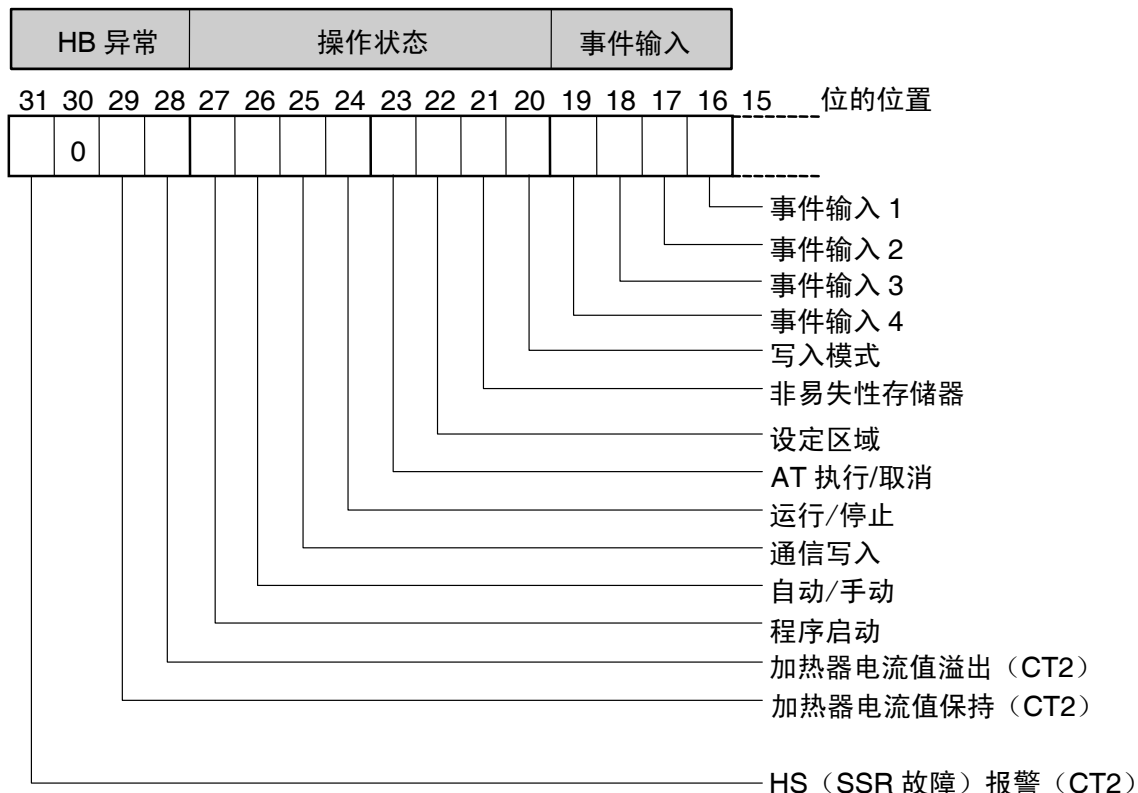 HB 异常 操作状态 事件输入
31 30 29 28 27 26 25 24 23 22 21 20 19 18 17 16 15 位的位置
0
事件输入 1
事件输入 2
事件输入 3
事件输入 4
写入模式
非易失性存储器
设定区域
AT 执行/取消
运行/停止
通信写入
自动/手动
程序启动
加热器电流值溢出（CT2）
加热器电流值保持（CT2）
HS（SSR 故障）报警（CT2）